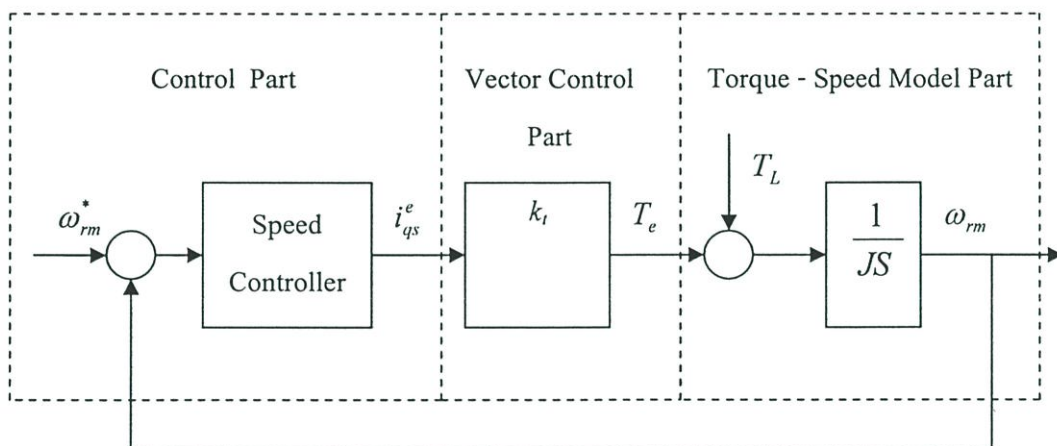 Control Part
Vector Control
Part
Torque - Speed Model Part
ω*rm
Speed
Controller
i^e_qs
k_t
T_e
T_L
1
JS
ω_rm